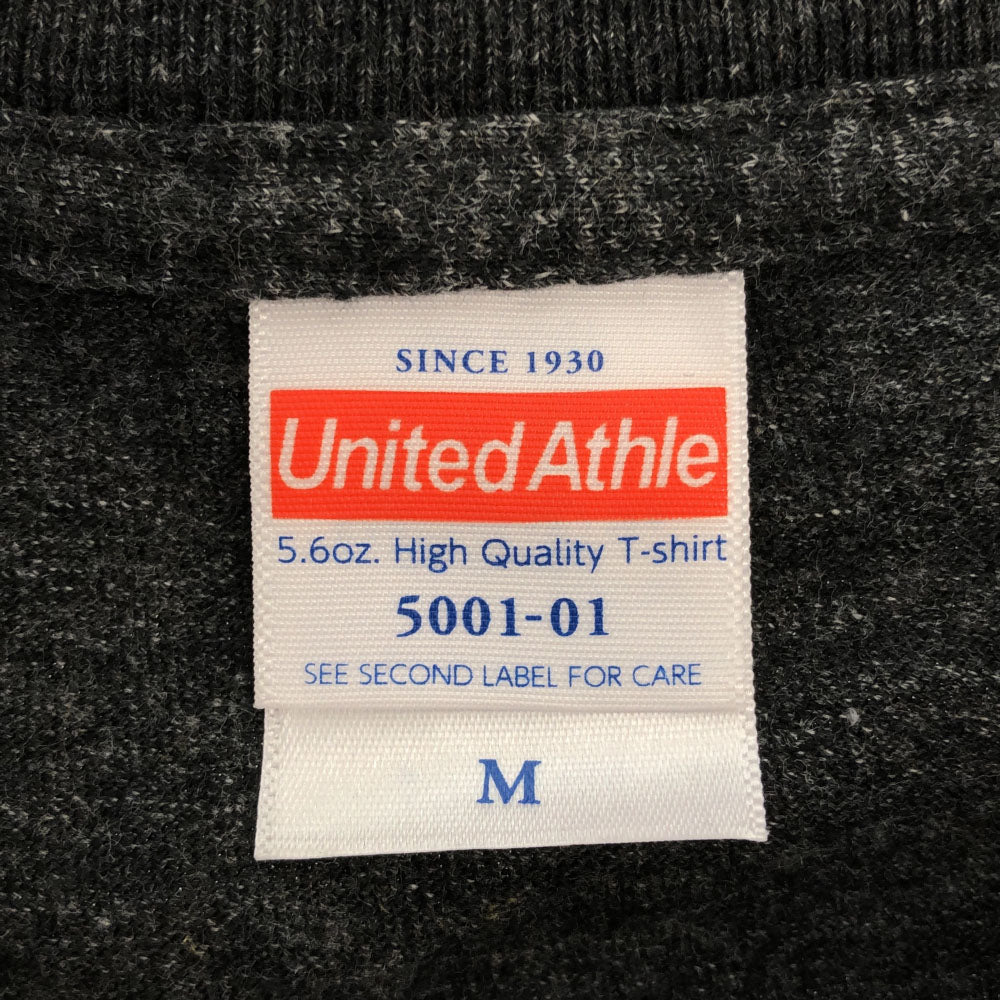 SINCE 1930
United Athle
5.6oz. High Quality T-shirt
5001-01
SEE SECOND LABEL FOR CARE
M